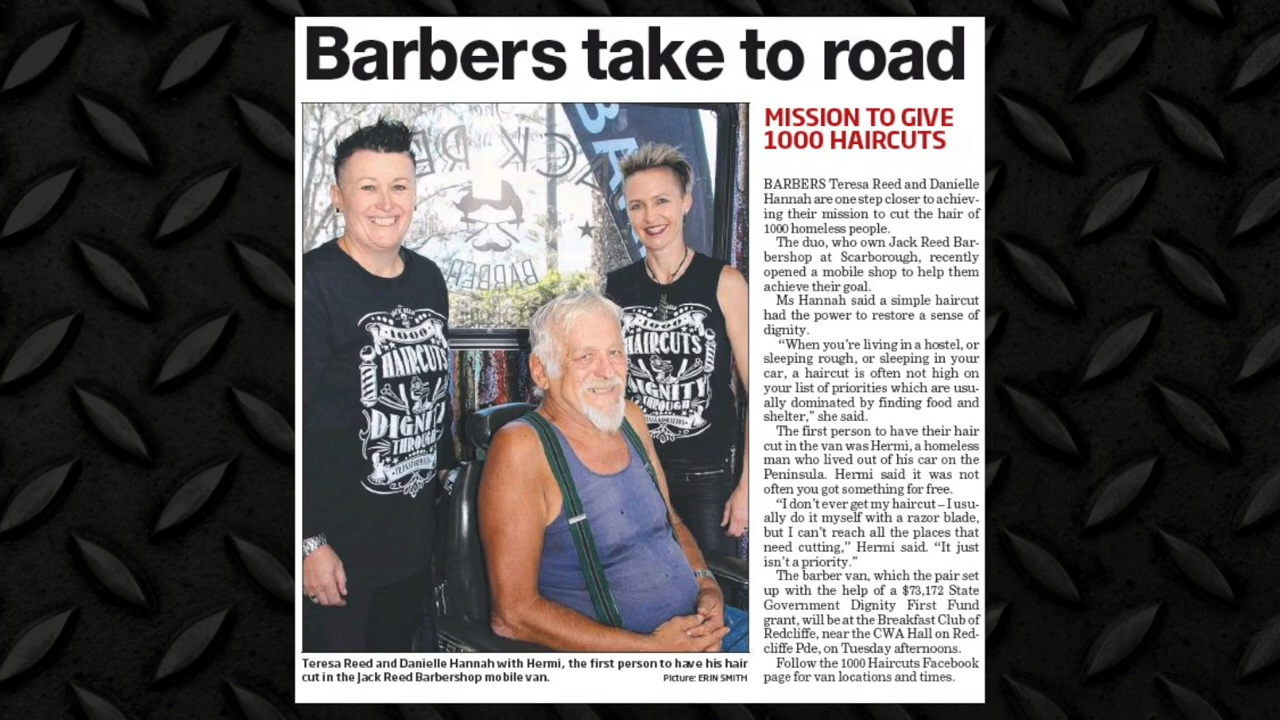 Barbers take to road
MISSION TO GIVE
1000 HAIRCUTS
BARBERS Teresa Reed and Danielle
Hannah are one step closer to achiev-
ing their mission to cut the hair of
1000 homeless people.
The duo, who own Jack Reed Bar-
bershop at Scarborough, recently
opened a mobile shop to help them
achieve their goal.
Ms Hannah said a simple haircut
had the power to restore a sense of
dignity.
“When you’re living in a hostel, or
sleeping rough, or sleeping in your
car, a haircut is often not high on
your list of priorities which are usu-
ally dominated by finding food and
shelter,” she said.
The first person to have their hair
cut in the van was Hermi, a homeless
man who lived out of his car on the
Peninsula. Hermi said it was not
often you got something for free.
“I don’t ever get my haircut – I usu-
ally do it myself with a razor blade,
but I can’t reach all the places that
need cutting,” Hermi said. “It just
isn’t a priority.”
The barber van, which the pair set
up with the help of a $73,172 State
Government Dignity First Fund
grant, will be at the Breakfast Club of
Redcliffe, near the CWA Hall on Red-
cliffe Pde, on Tuesday afternoons.
Follow the 1000 Haircuts Facebook
page for van locations and times.
JACK RE
BARBER
BA
1000
HAIRCUTS
DIGNIT
THROUGH
1000
HAIRCUTS
DIGNITY
THROUGH
Teresa Reed and Danielle Hannah with Hermi, the first person to have his hair
cut in the Jack Reed Barbershop mobile van.
Picture: ERIN SMITH